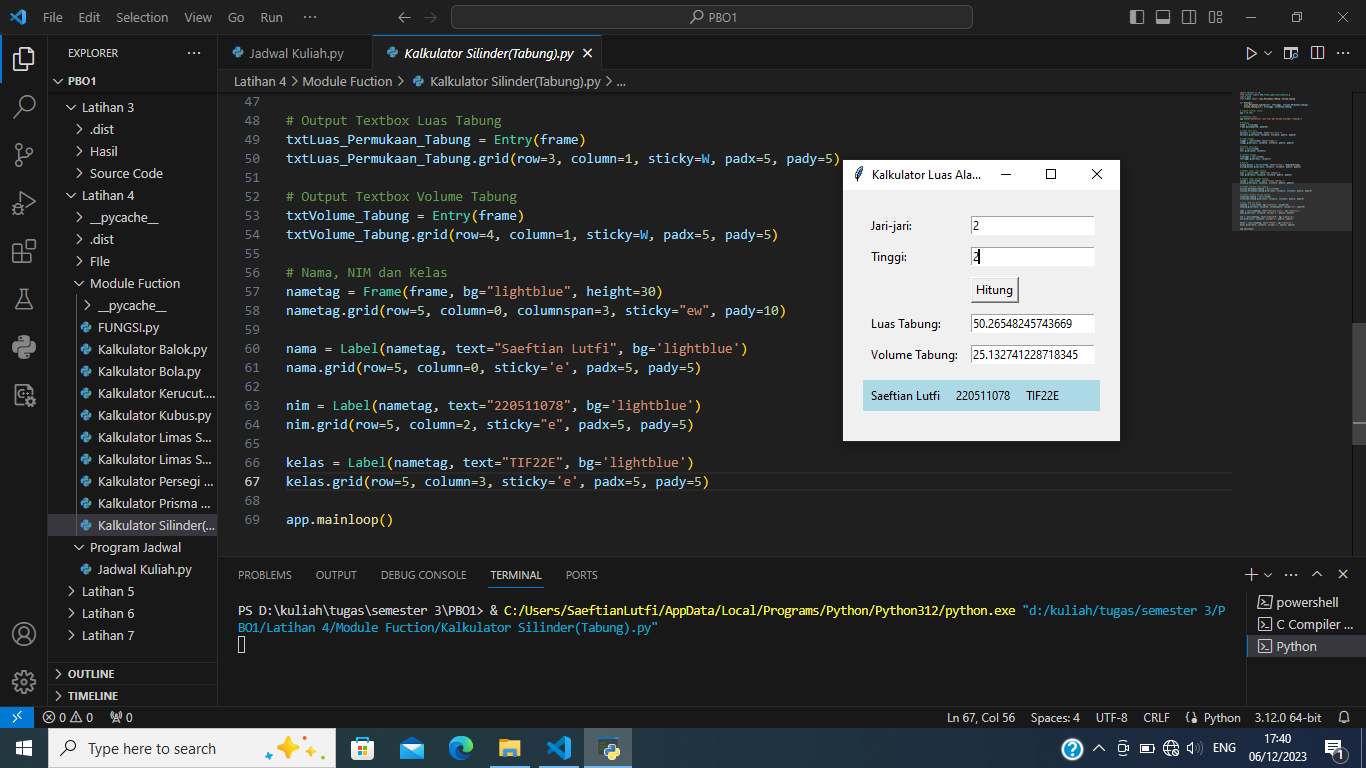 File Edit Selection View Go Run ··· PBO1
EXPLORER ···
PBO1
Latihan 3
.dist
Hasil
Source Code
Latihan 4
__pycache__
.dist
FIle
Module Fuction
__pycache__
FUNGSI.py
Kalkulator Balok.py
Kalkulator Bola.py
Kalkulator Kerucut....
Kalkulator Kubus.py
Kalkulator Limas S...
Kalkulator Limas S...
Kalkulator Persegi ...
Kalkulator Prisma ...
Kalkulator Silinder(...
Program Jadwal
Jadwal Kuliah.py
Latihan 5
Latihan 6
Latihan 7
OUTLINE
TIMELINE
Jadwal Kuliah.py Kalkulator Silinder(Tabung).py
Latihan 4 > Module Fuction > Kalkulator Silinder(Tabung).py > ...
47
48 # Output Textbox Luas Tabung
49 txtLuas_Permukaan_Tabung = Entry(frame)
50 txtLuas_Permukaan_Tabung.grid(row=3, column=1, sticky=W, padx=5, pady=5)
51
52 # Output Textbox Volume Tabung
53 txtVolume_Tabung = Entry(frame)
54 txtVolume_Tabung.grid(row=4, column=1, sticky=W, padx=5, pady=5)
55
56 # Nama, NIM dan Kelas
57 nametag = Frame(frame, bg="lightblue", height=30)
58 nametag.grid(row=5, column=0, columnspan=3, sticky="ew", pady=10)
59
60 nama = Label(nametag, text="Saeftian Lutfi", bg='lightblue')
61 nama.grid(row=5, column=0, sticky='e', padx=5, pady=5)
62
63 nim = Label(nametag, text="220511078", bg='lightblue')
64 nim.grid(row=5, column=2, sticky="e", padx=5, pady=5)
65
66 kelas = Label(nametag, text="TIF22E", bg='lightblue')
67 kelas.grid(row=5, column=3, sticky='e', padx=5, pady=5)
68
69 app.mainloop()
Kalkulator Luas Ala...
Jari-jari: 2
Tinggi: 2
Hitung
Luas Tabung: 50.26548245743669
Volume Tabung: 25.132741228718345
Saeftian Lutfi 220511078 TIF22E
PROBLEMS OUTPUT DEBUG CONSOLE TERMINAL PORTS
PS D:\kuliah\tugas\semester 3\PBO1> & C:/Users/SaeftianLutfi/AppData/Local/Programs/Python/Python312/python.exe "d:/kuliah/tugas/semester 3/P
BO1/Latihan 4/Module Fuction/Kalkulator Silinder(Tabung).py"
powershell
C Compiler ...
Python
0 0 0 Ln 67, Col 56 Spaces: 4 UTF-8 CRLF Python 3.12.0 64-bit
Type here to search
ENG
17:40
06/12/2023
1